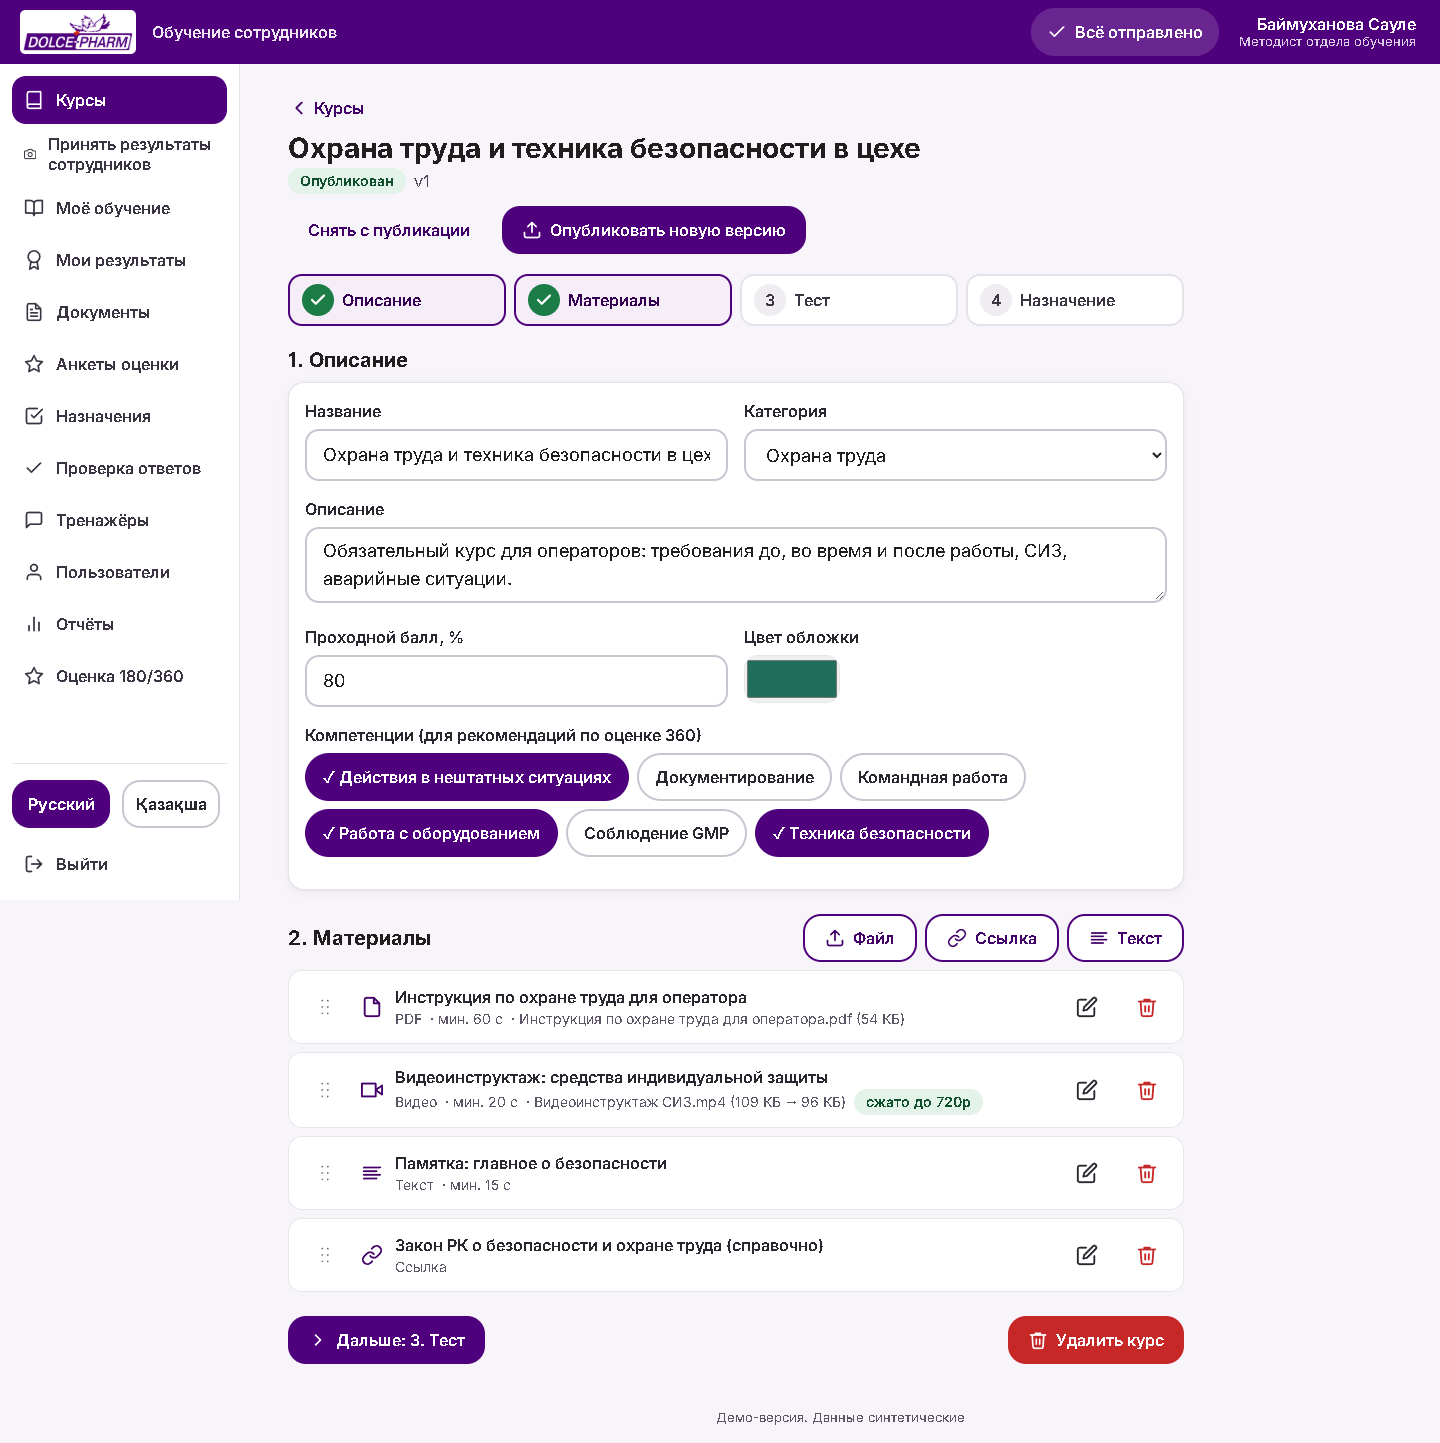 DOLCE-PHARM
Обучение сотрудников
Всё отправлено
Баймуханова Сауле
Методист отдела обучения
Курсы
Принять результаты
сотрудников
Моё обучение
Мои результаты
Документы
Анкеты оценки
Назначения
Проверка ответов
Тренажёры
Пользователи
Отчёты
Оценка 180/360
Русский
Қазақша
Выйти
Курсы
Охрана труда и техника безопасности в цехе
Опубликован v1
Снять с публикации
Опубликовать новую версию
Описание
Материалы
3 Тест
4 Назначение
1. Описание
Название
Категория
Охрана труда и техника безопасности в цех
Охрана труда
Описание
Обязательный курс для операторов: требования до, во время и после работы, СИЗ,
аварийные ситуации.
Проходной балл, %
Цвет обложки
80
Компетенции (для рекомендаций по оценке 360)
✓ Действия в нештатных ситуациях
Документирование
Командная работа
✓ Работа с оборудованием
Соблюдение GMP
✓ Техника безопасности
2. Материалы
Файл
Ссылка
Текст
Инструкция по охране труда для оператора
PDF · мин. 60 с · Инструкция по охране труда для оператора.pdf (54 КБ)
Видеоинструктаж: средства индивидуальной защиты
Видео · мин. 20 с · Видеоинструктаж СИЗ.mp4 (109 КБ → 96 КБ) сжато до 720p
Памятка: главное о безопасности
Текст · мин. 15 с
Закон РК о безопасности и охране труда (справочно)
Ссылка
Дальше: 3. Тест
Удалить курс
Демо-версия. Данные синтетические